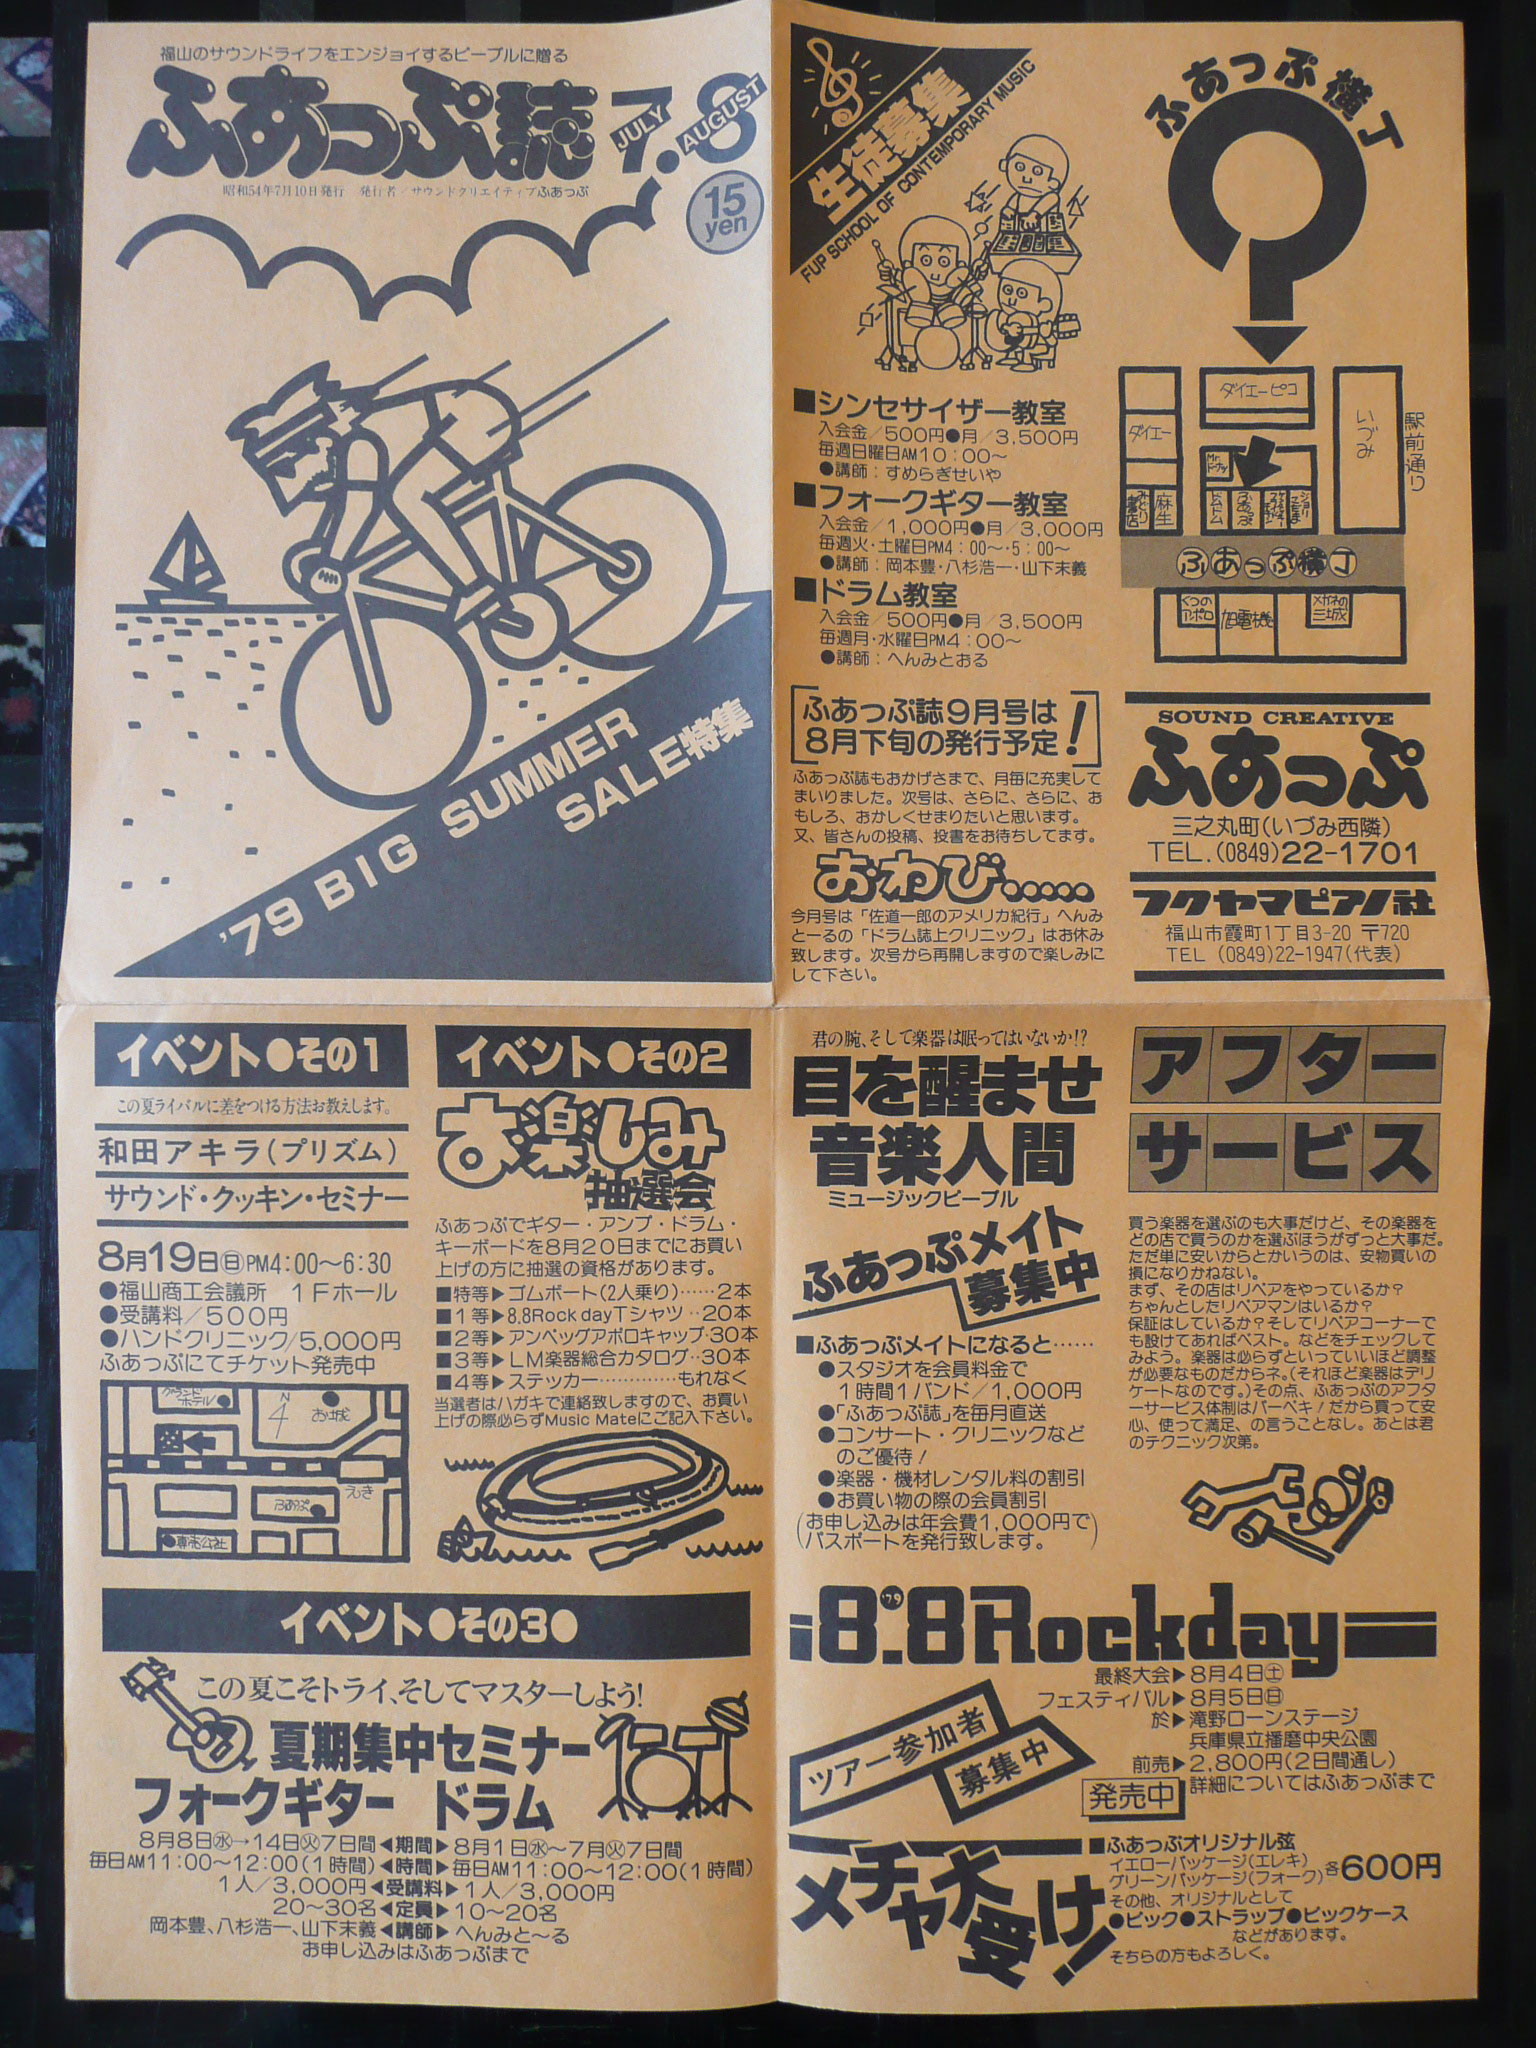 福山のサウンドライフをエンジョイするピープルに贈る
ふあっぷ誌 7.8
JULY AUGUST
昭和54年7月10日発行 発行者/サウンドクリエイティブふあっぷ
15
yen
'79 BIG SUMMER
SALE特集
生徒募集
FUP SCHOOL OF CONTEMPORARY MUSIC
■シンセサイザー教室
入会金/500円●月/3,500円
毎週日曜日AM10:00〜
●講師:すめらぎせいや
■フォークギター教室
入会金/1,000円●月/3,000円
毎週火・土曜日PM4:00〜・5:00〜
●講師:岡本豊・八杉浩一・山下末義
■ドラム教室
入会金/500円●月/3,500円
毎週月・水曜日PM4:00〜
●講師:へんみとおる
ふあっぷ誌9月号は
8月下旬の発行予定!
ふあっぷ誌もおかげさまで、月毎に充実して
まいりました。次号は、さらに、さらに、お
もしろ、おかしくせまりたいと思います。
又、皆さんの投稿、投書をお待ちしてます。
おわび……
今月号は「佐道一郎のアメリカ紀行」へんみ
とーるの「ドラム誌上クリニック」はお休み
致します。次号から再開しますので楽しみに
して下さい。
ふあっぷ横丁
ダイエーピコ
ダイエー
いづみ
駅前通り
麻生
ふあっぷ
ふあっぷ横丁
くつの
アポロ
旭電機
メガネの
三城
SOUND CREATIVE
ふあっぷ
三之丸町(いづみ西隣)
TEL.(0849)22-1701
フクヤマピアノ社
福山市霞町1丁目3-20 〒720
TEL (0849)22-1947(代表)
イベント●その1
この夏ライバルに差をつける方法お教えします。
和田アキラ(プリズム)
サウンド・クッキン・セミナー
8月19日㊐PM4:00〜6:30
●福山商工会議所 1Fホール
●受講料/500円
●ハンドクリニック/5,000円
ふあっぷにてチケット発売中
グランド
ホテル
N
お城
えき
ふあっぷ
専売公社
イベント●その2
お楽しみ
抽選会
ふあっぷでギター・アンプ・ドラム・
キーボードを8月20日までにお買い
上げの方に抽選の資格があります。
■特等▶ゴムボート(2人乗り)……2本
■1等▶8.8Rock dayTシャツ‥20本
■2等▶アンペッグアポロキャップ・30本
■3等▶LM楽器総合カタログ‥30本
■4等▶ステッカー…………もれなく
当選者はハガキで連絡致しますので、お買い
上げの際必らずMusic Mateにご記入下さい。
イベント●その3●
この夏こそトライ、そしてマスターしよう!
夏期集中セミナー
フォークギター ドラム
8月8日㊌→14日㊋7日間◀期間▶8月1日㊌〜7月㊋7日間
毎日AM11:00〜12:00(1時間)◀時間▶毎日AM11:00〜12:00(1時間)
1人/3,000円◀受講料▶1人/3,000円
20〜30名◀定員▶10〜20名
岡本豊、八杉浩一、山下末義◀講師▶へんみと〜る
お申し込みはふあっぷまで
君の腕、そして楽器は眠ってはいないか!?
目を醒ませ
音楽人間
ミュージックピープル
ふあっぷメイト
募集中
■ふあっぷメイトになると……
●スタジオを会員料金で
1時間1バンド/1,000円
●「ふあっぷ誌」を毎月直送
●コンサート・クリニックなど
のご優待!
●楽器・機材レンタル料の割引
●お買い物の際の会員割引
(お申し込みは年会費1,000円で
パスポートを発行致します。)
アフター
サービス
買う楽器を選ぶのも大事だけど、その楽器を
どの店で買うのかを選ぶほうがずっと大事だ。
ただ単に安いからとかいうのは、安物買いの
損になりかねない。
まず、その店はリペアをやっているか?
ちゃんとしたリペアマンはいるか?
保証はしているか?そしてリペアコーナーで
も設けてあればベスト。などをチェックして
みよう。楽器は必らずといっていいほど調整
が必要なものだからネ。(それほど楽器はデリ
ケートなのです。)その点、ふあっぷのアフタ
ーサービス体制はバーペキ!だから買って安
心、使って満足、の言うことなし。あとは君
のテクニック次第。
8.8Rockday
'79
最終大会▶8月4日㊏
フェスティバル▶8月5日㊐
於▶滝野ローンステージ
兵庫県立播磨中央公園
前売▶2,800円(2日間通し)
発売中
詳細についてはふあっぷまで
ツアー参加者
募集中
メチャ大受け!
■ふあっぷオリジナル弦
イエローパッケージ(エレキ)
グリーンパッケージ(フォーク)各600円
その他、オリジナルとして
●ピック●ストラップ●ピックケース
などがあります。
そちらの方もよろしく。